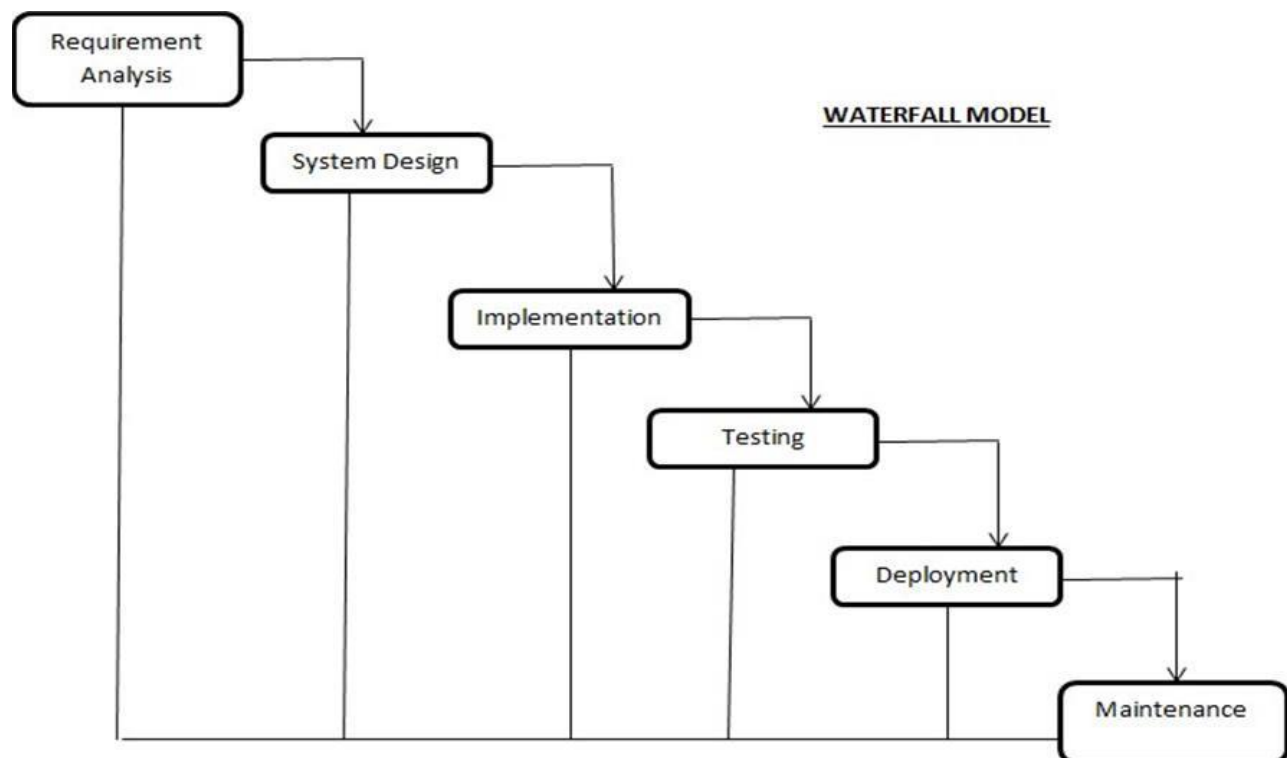 Requirement
Analysis
WATERFALL MODEL
System Design
Implementation
Testing
Deployment
Maintenance